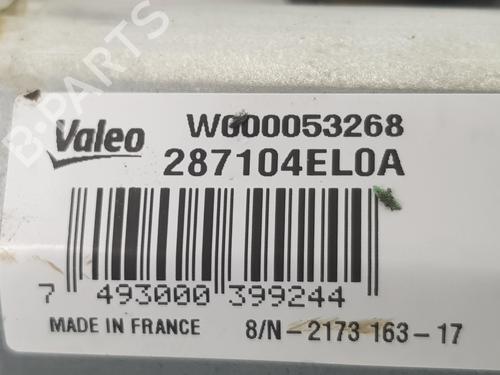 B-PARTS
Valeo
W000053268
287104EL0A
7 493000 399244
MADE IN FRANCE
8/N-2173 163-17